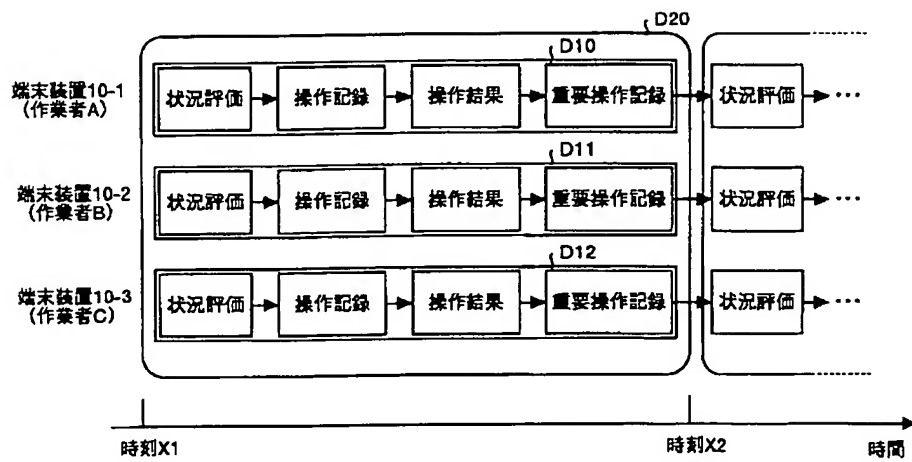 D20
D10
端末装置10-1
(作業者A)
状況評価
操作記録
操作結果
重要操作記録
状況評価
…
D11
端末装置10-2
(作業者B)
状況評価
操作記録
操作結果
重要操作記録
状況評価
…
D12
端末装置10-3
(作業者C)
状況評価
操作記録
操作結果
重要操作記録
状況評価
…
時刻X1
時刻X2
時間